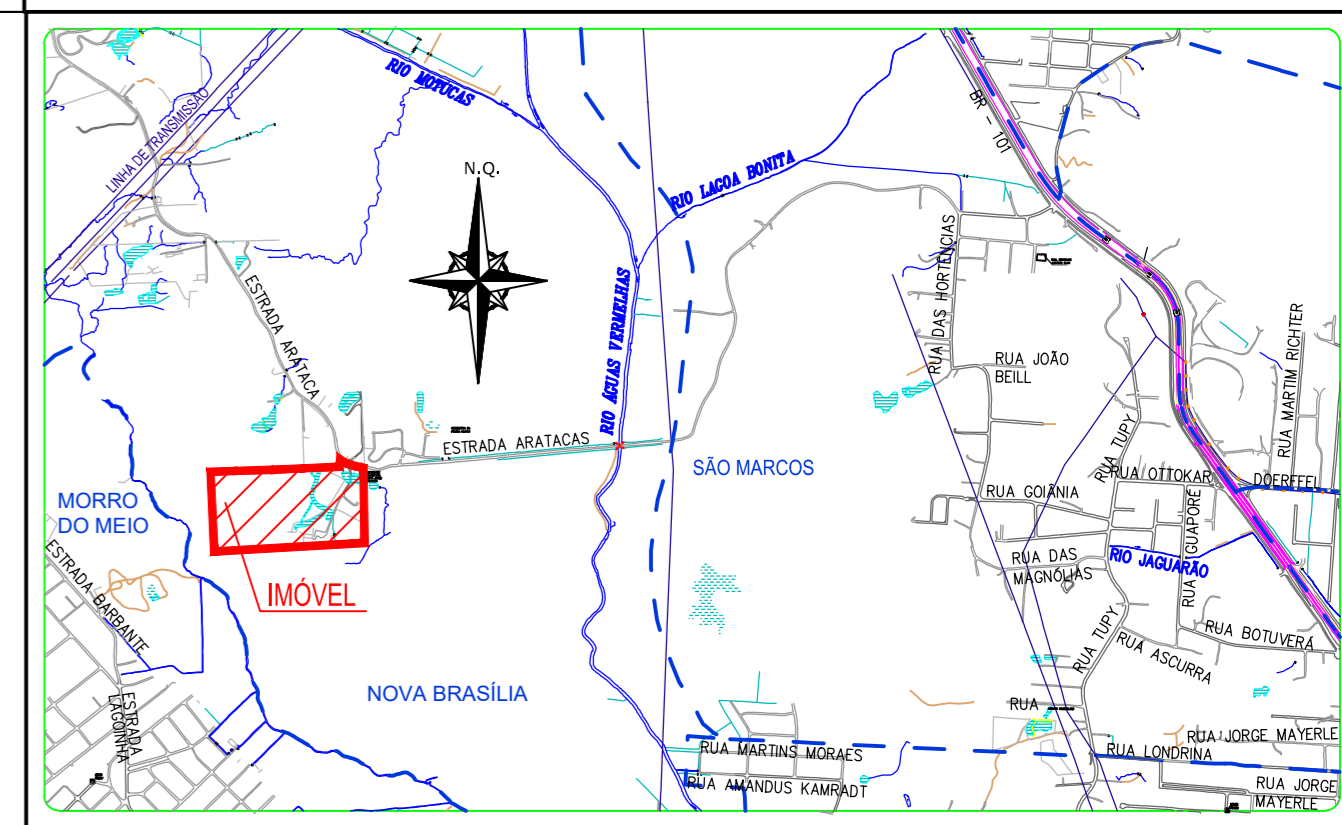 RIO MOTUCAS
LINHA DE TRANSMISSÃO
BR - 101
N.Q.
RIO LAGOA BONITA
RUA DAS HORTENCIAS
ESTRADA ARATACA
RIO AGUAS VERMELHAS
RUA JOÃO
BEILL
RUA MARTIM RICHTER
ESTRADA ARATACAS
SÃO MARCOS
RUA TUPY
RUA OTTOKAR
DOERFFEL
RUA GOIÂNIA
RUA GUAPORÉ
MORRO
DO MEIO
RUA DAS
MAGNÓLIAS
RIO JAGUARÃO
IMÓVEL
ESTRADA BARBANTE
RUA TUPY
RUA BOTUVERÁ
RUA ASCURRA
NOVA BRASÍLIA
ESTRADA
LAGOINHA
RUA
RUA MARTINS MORAES
RUA LONDRINA
RUA JORGE MAYERLE
RUA AMANDUS KAMRADT
RUA JORGE
MAYERLE